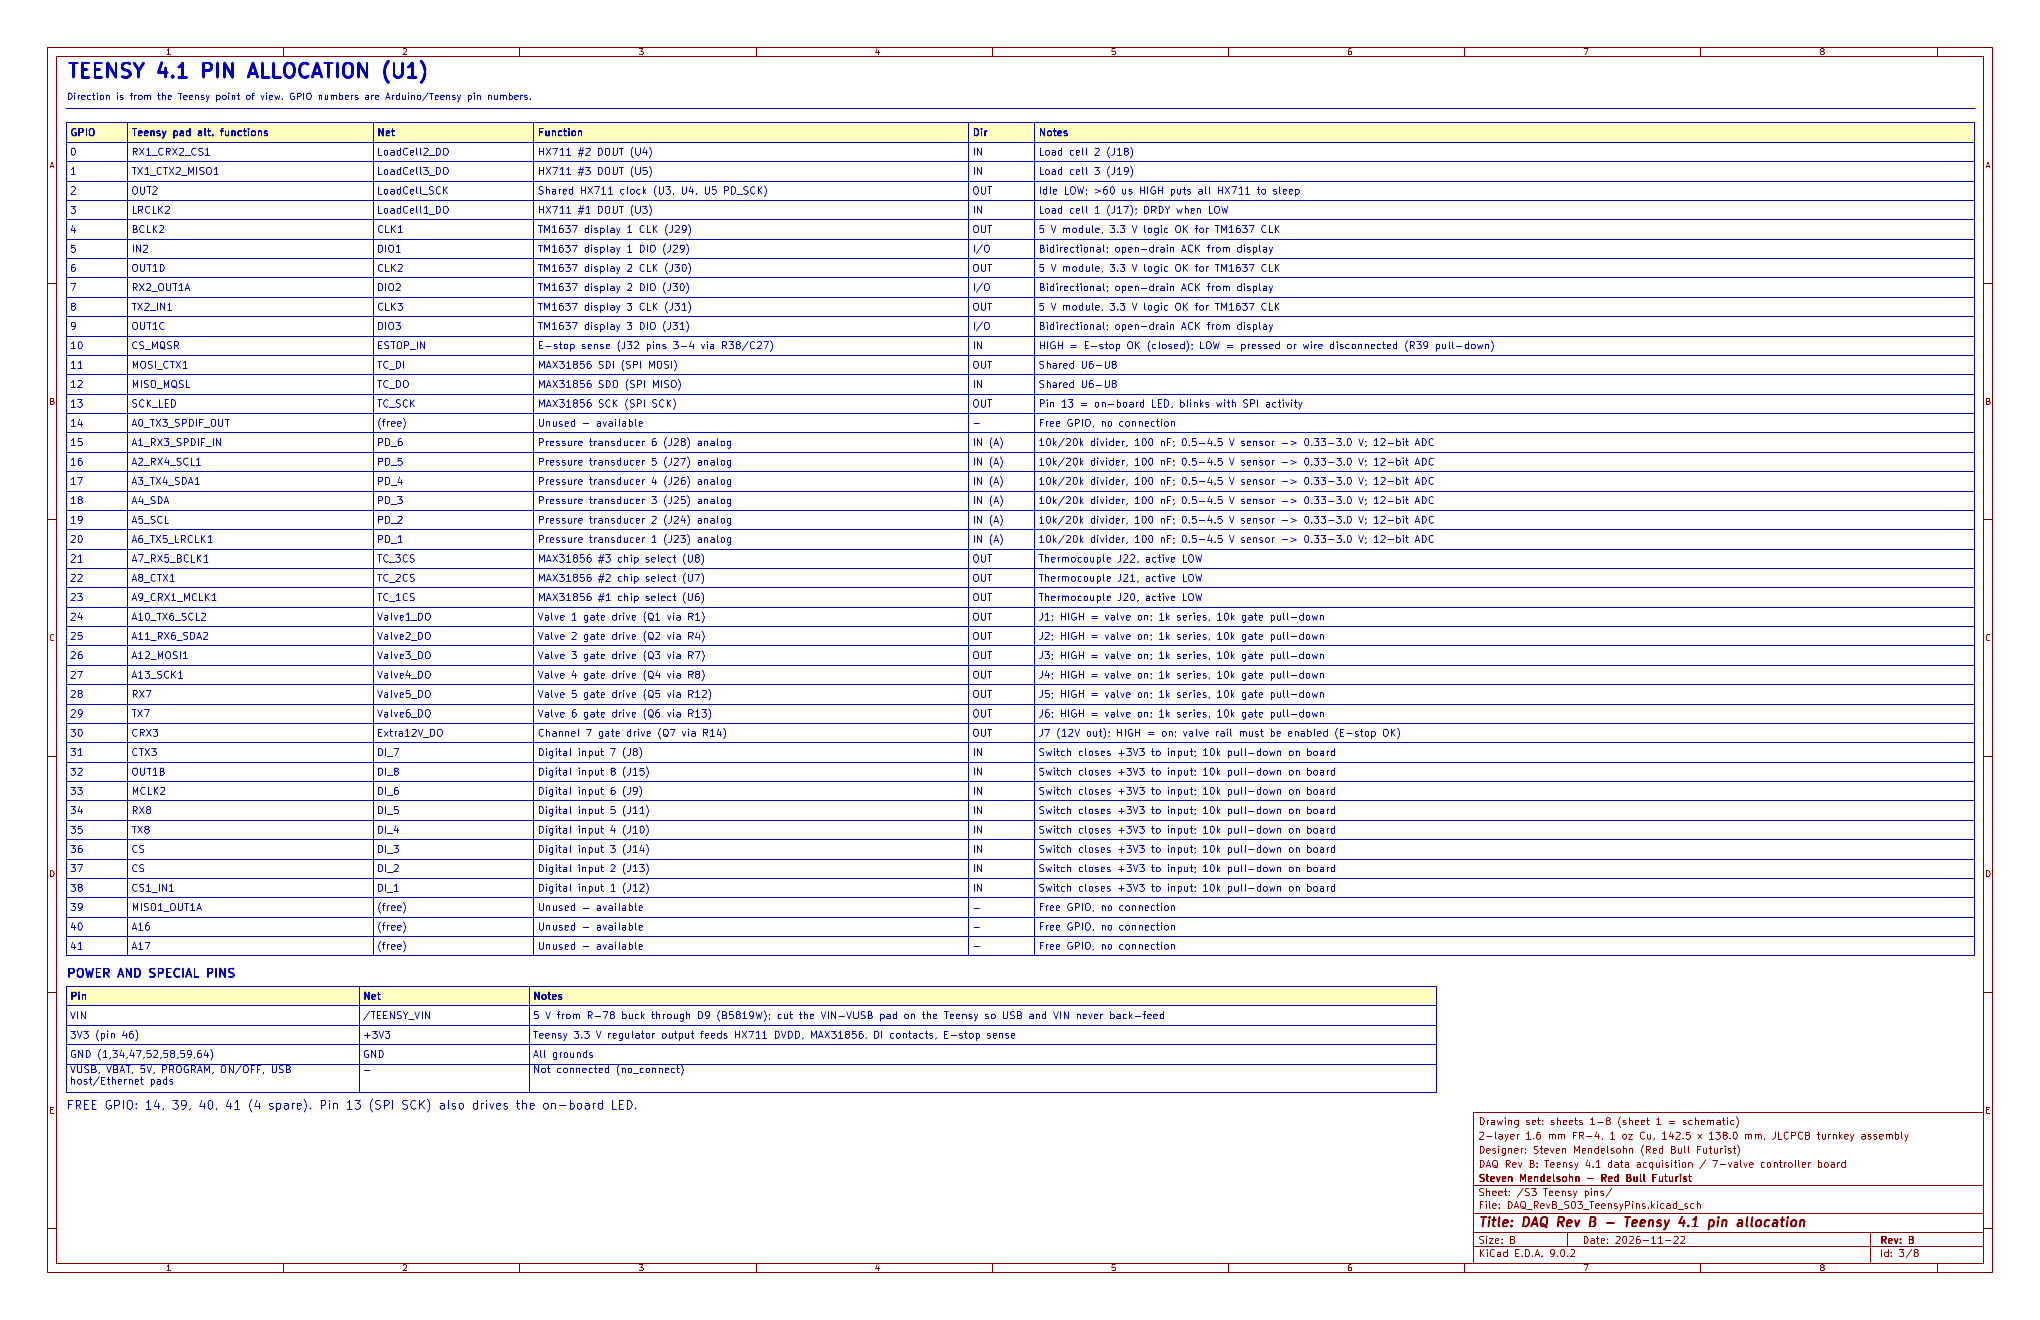 1 2 3 4 5 6 7 8
TEENSY 4.1 PIN ALLOCATION (U1)
Direction is from the Teensy point of view. GPIO numbers are Arduino/Teensy pin numbers.
GPIO Teensy pad alt. functions Net Function Dir Notes
0 RX1_CRX2_CS1 LoadCell2_DO HX711 #2 DOUT (U4) IN Load cell 2 (J18)
1 TX1_CTX2_MISO1 LoadCell3_DO HX711 #3 DOUT (U5) IN Load cell 3 (J19)
2 OUT2 LoadCell_SCK Shared HX711 clock (U3, U4, U5 PD_SCK) OUT Idle LOW; >60 us HIGH puts all HX711 to sleep
3 LRCLK2 LoadCell1_DO HX711 #1 DOUT (U3) IN Load cell 1 (J17); DRDY when LOW
4 BCLK2 CLK1 TM1637 display 1 CLK (J29) OUT 5 V module, 3.3 V logic OK for TM1637 CLK
5 IN2 DIO1 TM1637 display 1 DIO (J29) I/O Bidirectional; open-drain ACK from display
6 OUT1D CLK2 TM1637 display 2 CLK (J30) OUT 5 V module, 3.3 V logic OK for TM1637 CLK
7 RX2_OUT1A DIO2 TM1637 display 2 DIO (J30) I/O Bidirectional; open-drain ACK from display
8 TX2_IN1 CLK3 TM1637 display 3 CLK (J31) OUT 5 V module, 3.3 V logic OK for TM1637 CLK
9 OUT1C DIO3 TM1637 display 3 DIO (J31) I/O Bidirectional; open-drain ACK from display
10 CS_MQSR ESTOP_IN E-stop sense (J32 pins 3-4 via R38/C27) IN HIGH = E-stop OK (closed); LOW = pressed or wire disconnected (R39 pull-down)
11 MOSI_CTX1 TC_DI MAX31856 SDI (SPI MOSI) OUT Shared U6-U8
12 MISO_MQSL TC_DO MAX31856 SDO (SPI MISO) IN Shared U6-U8
13 SCK_LED TC_SCK MAX31856 SCK (SPI SCK) OUT Pin 13 = on-board LED, blinks with SPI activity
14 A0_TX3_SPDIF_OUT (free) Unused - available - Free GPIO, no connection
15 A1_RX3_SPDIF_IN PD_6 Pressure transducer 6 (J28) analog IN (A) 10k/20k divider, 100 nF; 0.5-4.5 V sensor -> 0.33-3.0 V; 12-bit ADC
16 A2_RX4_SCL1 PD_5 Pressure transducer 5 (J27) analog IN (A) 10k/20k divider, 100 nF; 0.5-4.5 V sensor -> 0.33-3.0 V; 12-bit ADC
17 A3_TX4_SDA1 PD_4 Pressure transducer 4 (J26) analog IN (A) 10k/20k divider, 100 nF; 0.5-4.5 V sensor -> 0.33-3.0 V; 12-bit ADC
18 A4_SDA PD_3 Pressure transducer 3 (J25) analog IN (A) 10k/20k divider, 100 nF; 0.5-4.5 V sensor -> 0.33-3.0 V; 12-bit ADC
19 A5_SCL PD_2 Pressure transducer 2 (J24) analog IN (A) 10k/20k divider, 100 nF; 0.5-4.5 V sensor -> 0.33-3.0 V; 12-bit ADC
20 A6_TX5_LRCLK1 PD_1 Pressure transducer 1 (J23) analog IN (A) 10k/20k divider, 100 nF; 0.5-4.5 V sensor -> 0.33-3.0 V; 12-bit ADC
21 A7_RX5_BCLK1 TC_3CS MAX31856 #3 chip select (U8) OUT Thermocouple J22, active LOW
22 A8_CTX1 TC_2CS MAX31856 #2 chip select (U7) OUT Thermocouple J21, active LOW
23 A9_CRX1_MCLK1 TC_1CS MAX31856 #1 chip select (U6) OUT Thermocouple J20, active LOW
24 A10_TX6_SCL2 Valve1_DO Valve 1 gate drive (Q1 via R1) OUT J1; HIGH = valve on; 1k series, 10k gate pull-down
25 A11_RX6_SDA2 Valve2_DO Valve 2 gate drive (Q2 via R4) OUT J2; HIGH = valve on; 1k series, 10k gate pull-down
26 A12_MOSI1 Valve3_DO Valve 3 gate drive (Q3 via R7) OUT J3; HIGH = valve on; 1k series, 10k gate pull-down
27 A13_SCK1 Valve4_DO Valve 4 gate drive (Q4 via R8) OUT J4; HIGH = valve on; 1k series, 10k gate pull-down
28 RX7 Valve5_DO Valve 5 gate drive (Q5 via R12) OUT J5; HIGH = valve on; 1k series, 10k gate pull-down
29 TX7 Valve6_DO Valve 6 gate drive (Q6 via R13) OUT J6; HIGH = valve on; 1k series, 10k gate pull-down
30 CRX3 Extra12V_DO Channel 7 gate drive (Q7 via R14) OUT J7 (12V out); HIGH = on; valve rail must be enabled (E-stop OK)
31 CTX3 DI_7 Digital input 7 (J8) IN Switch closes +3V3 to input; 10k pull-down on board
32 OUT1B DI_8 Digital input 8 (J15) IN Switch closes +3V3 to input; 10k pull-down on board
33 MCLK2 DI_6 Digital input 6 (J9) IN Switch closes +3V3 to input; 10k pull-down on board
34 RX8 DI_5 Digital input 5 (J11) IN Switch closes +3V3 to input; 10k pull-down on board
35 TX8 DI_4 Digital input 4 (J10) IN Switch closes +3V3 to input; 10k pull-down on board
36 CS DI_3 Digital input 3 (J14) IN Switch closes +3V3 to input; 10k pull-down on board
37 CS DI_2 Digital input 2 (J13) IN Switch closes +3V3 to input; 10k pull-down on board
38 CS1_IN1 DI_1 Digital input 1 (J12) IN Switch closes +3V3 to input; 10k pull-down on board
39 MISO1_OUT1A (free) Unused - available - Free GPIO, no connection
40 A16 (free) Unused - available - Free GPIO, no connection
41 A17 (free) Unused - available - Free GPIO, no connection
POWER AND SPECIAL PINS
Pin Net Notes
VIN /TEENSY_VIN 5 V from R-78 buck through D9 (B5819W); cut the VIN-VUSB pad on the Teensy so USB and VIN never back-feed
3V3 (pin 46) +3V3 Teensy 3.3 V regulator output feeds HX711 DVDD, MAX31856, DI contacts, E-stop sense
GND (1,34,47,52,58,59,64) GND All grounds
VUSB, VBAT, 5V, PROGRAM, ON/OFF, USB - Not connected (no_connect)
host/Ethernet pads
FREE GPIO: 14, 39, 40, 41 (4 spare). Pin 13 (SPI SCK) also drives the on-board LED.
A A
B B
C C
D D
E E
Drawing set: sheets 1-8 (sheet 1 = schematic)
2-layer 1.6 mm FR-4, 1 oz Cu, 142.5 x 138.0 mm, JLCPCB turnkey assembly
Designer: Steven Mendelsohn (Red Bull Futurist)
DAQ Rev B: Teensy 4.1 data acquisition / 7-valve controller board
Steven Mendelsohn - Red Bull Futurist
Sheet: /S3 Teensy pins/
File: DAQ_RevB_S03_TeensyPins.kicad_sch
Title: DAQ Rev B - Teensy 4.1 pin allocation
Size: B Date: 2026-11-22 Rev: B
KiCad E.D.A. 9.0.2 Id: 3/8
1 2 3 4 5 6 7 8